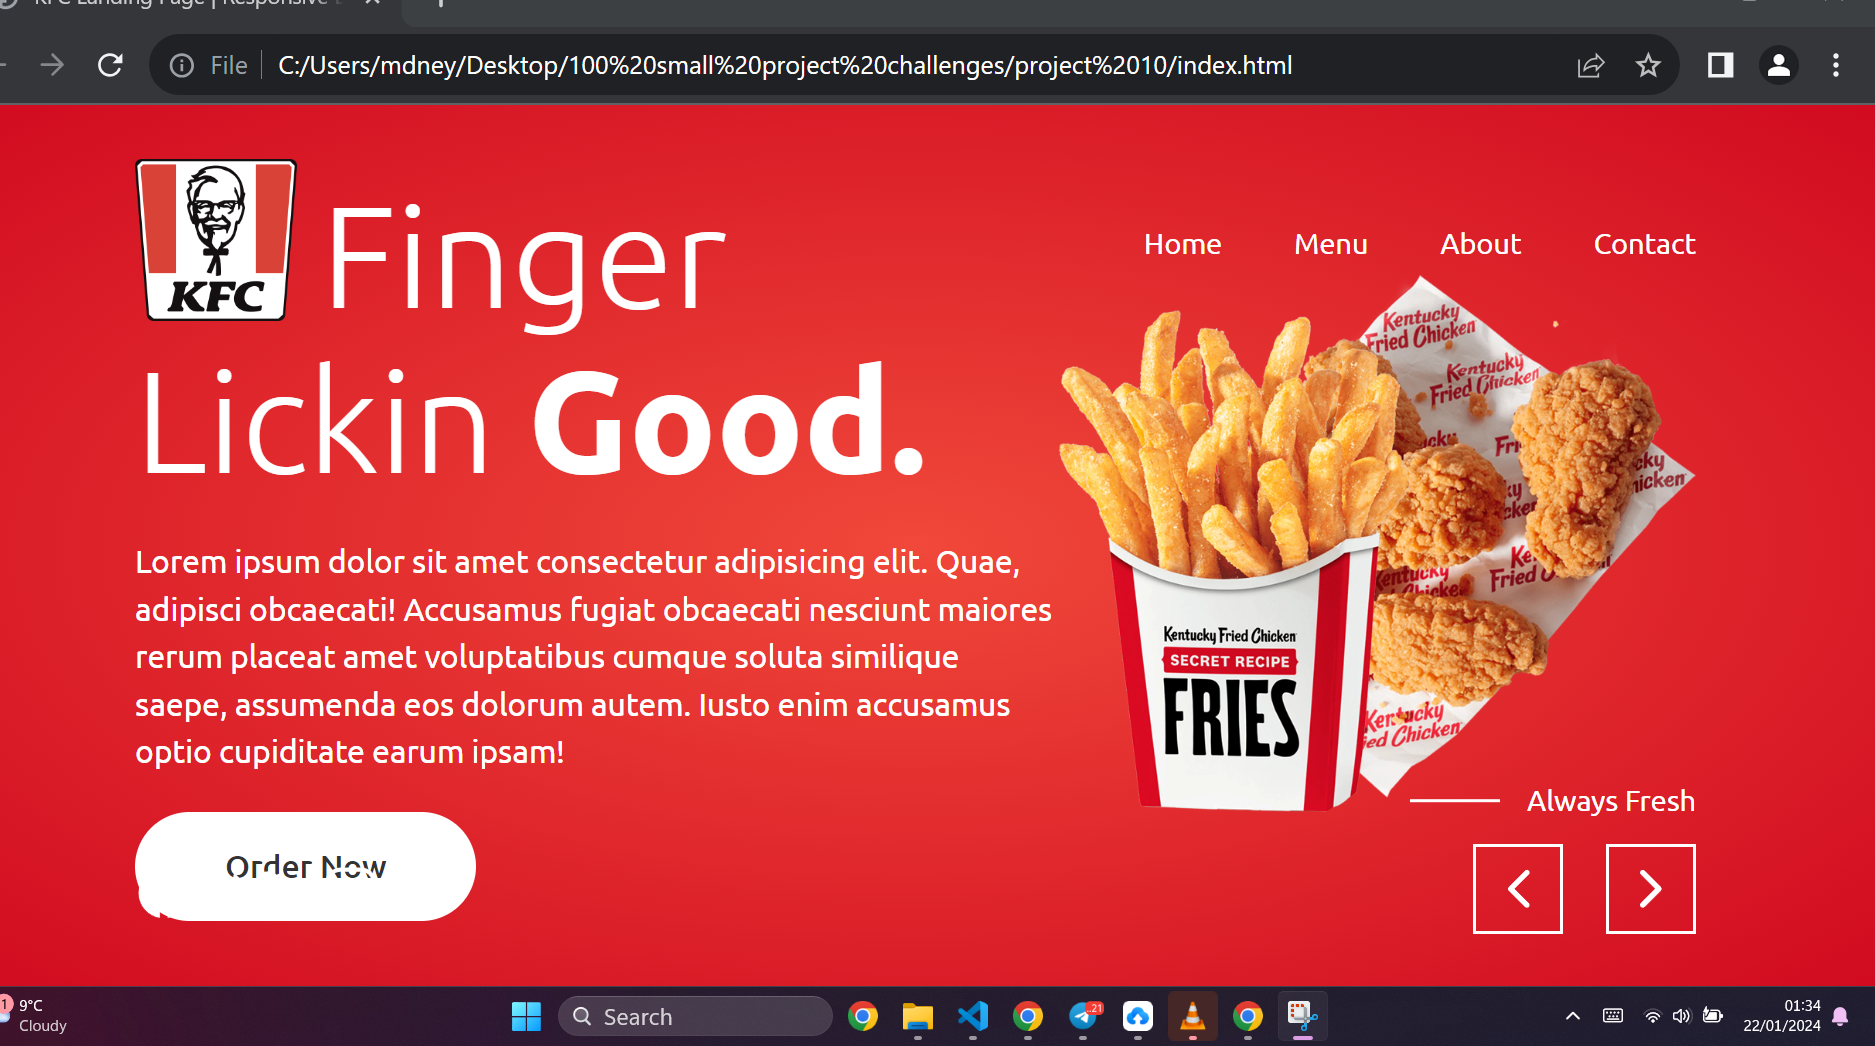 KFC Landing Page | Responsive
File
C:/Users/mdney/Desktop/100%20small%20project%20challenges/project%2010/index.html
KFC
Finger
Lickin Good.
Home
Menu
About
Contact
Kentucky
Fried Chicken
Kentucky
Fried Chicken
Lorem ipsum dolor sit amet consectetur adipisicing elit. Quae,
adipisci obcaecati! Accusamus fugiat obcaecati nesciunt maiores
rerum placeat amet voluptatibus cumque soluta similique
saepe, assumenda eos dolorum autem. Iusto enim accusamus
optio cupiditate earum ipsam!
Kentucky Fried Chicken
SECRET RECIPE
FRIES
Order Now
Always Fresh
1
9°C
Cloudy
Search
21
01:34
22/01/2024